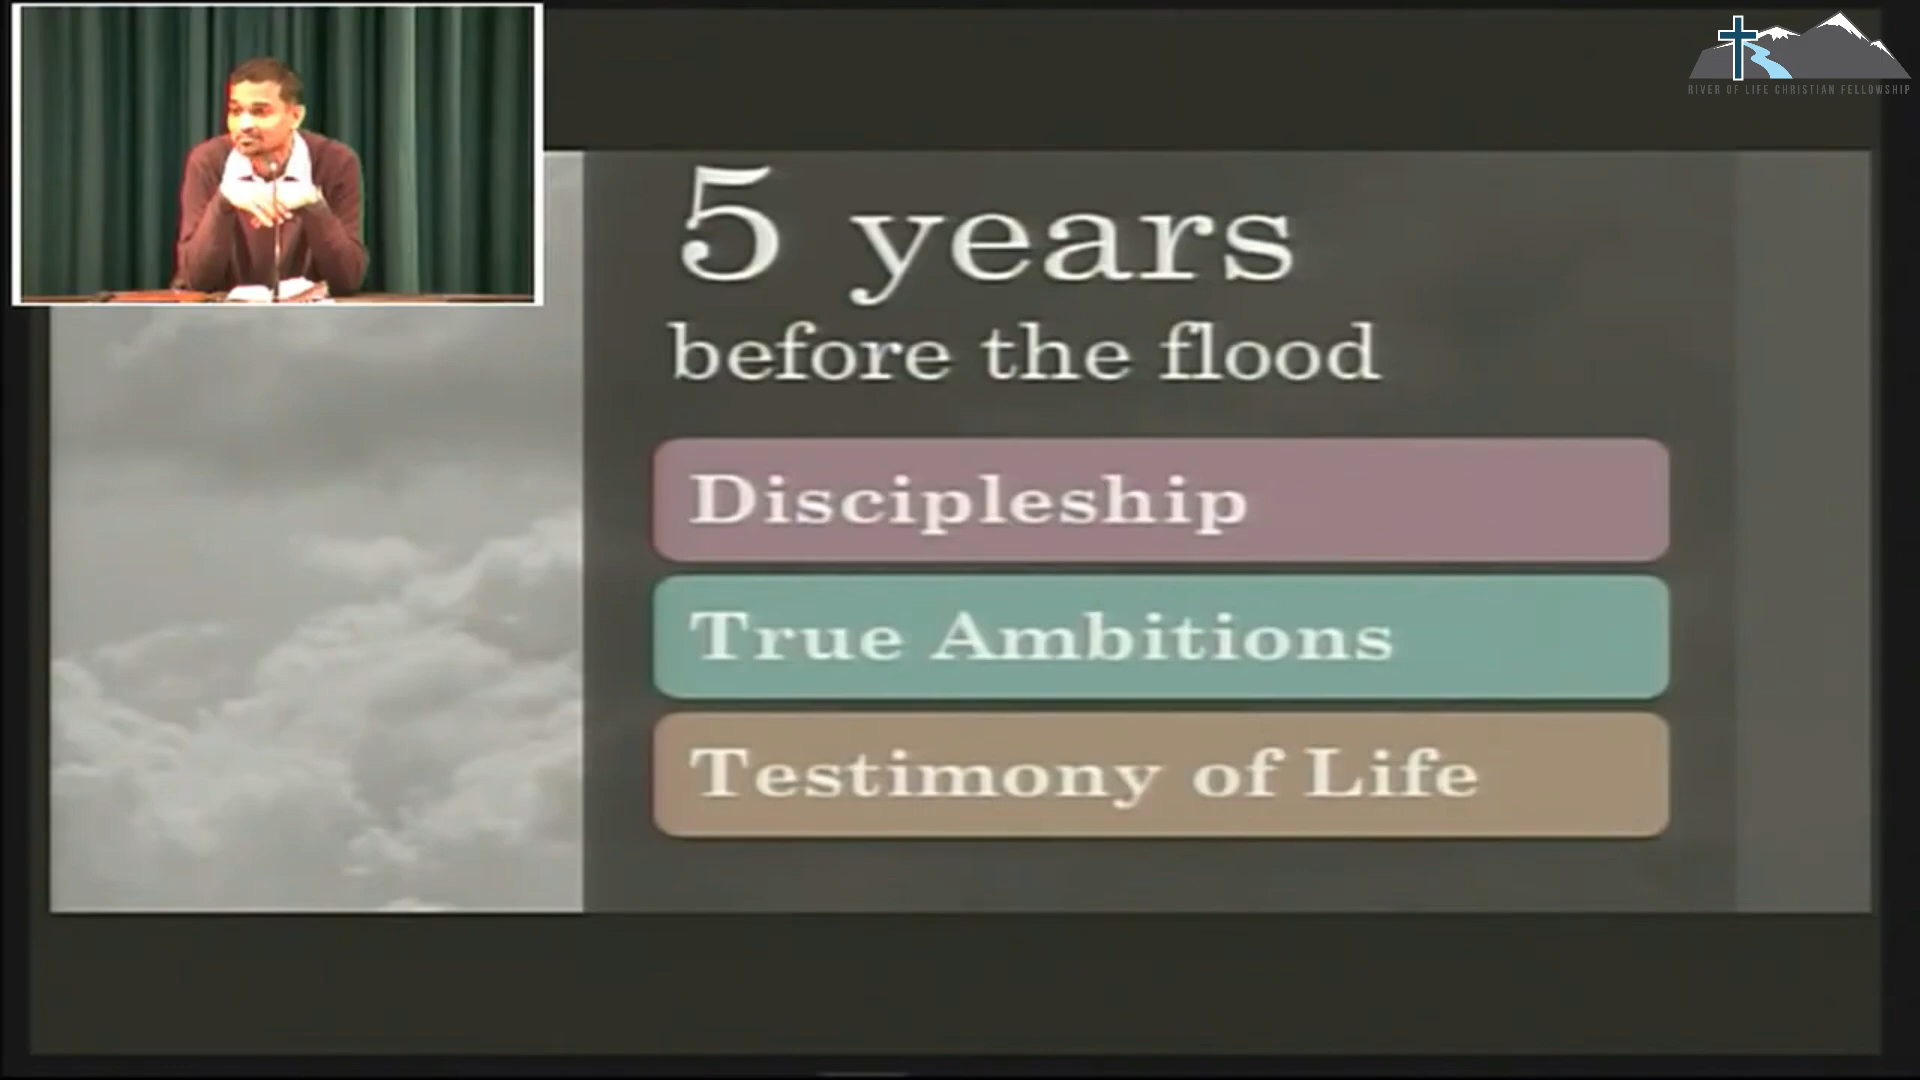 RIVER OF LIFE CHRISTIAN FELLOWSHIP
5 years
before the flood
Discipleship
True Ambitions
Testimony of Life